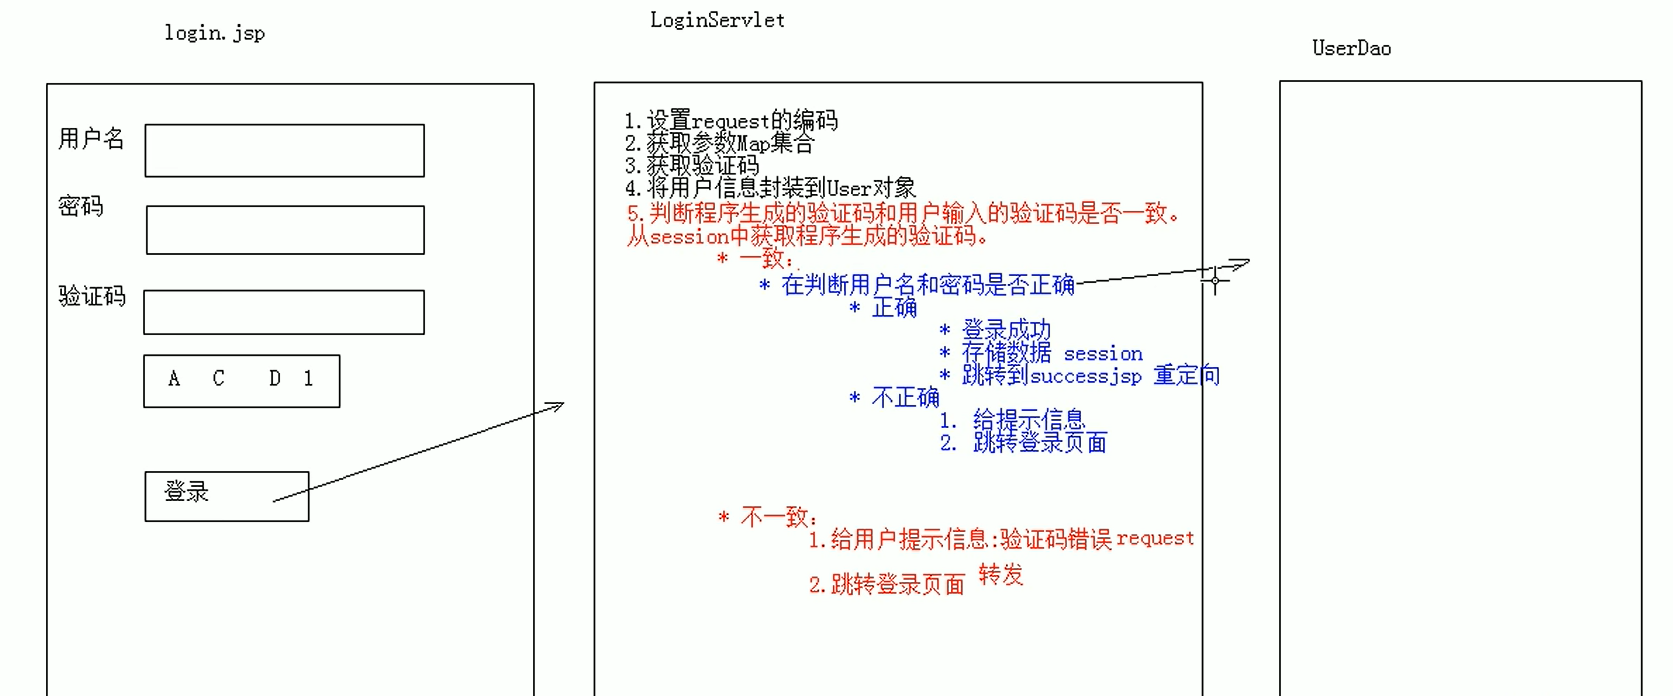 login.jsp
LoginServlet
UserDao
用户名
密码
验证码
A C D 1
登录
1.设置request的编码
2.获取参数Map集合
3.获取验证码
4.将用户信息封装到User对象
5.判断程序生成的验证码和用户输入的验证码是否一致。
从session中获取程序生成的验证码。
* 一致：
* 在判断用户名和密码是否正确
* 正确
* 登录成功
* 存储数据 session
* 跳转到successjsp 重定向
* 不正确
1. 给提示信息
2. 跳转登录页面
* 不一致：
1.给用户提示信息:验证码错误 request
2.跳转登录页面 转发